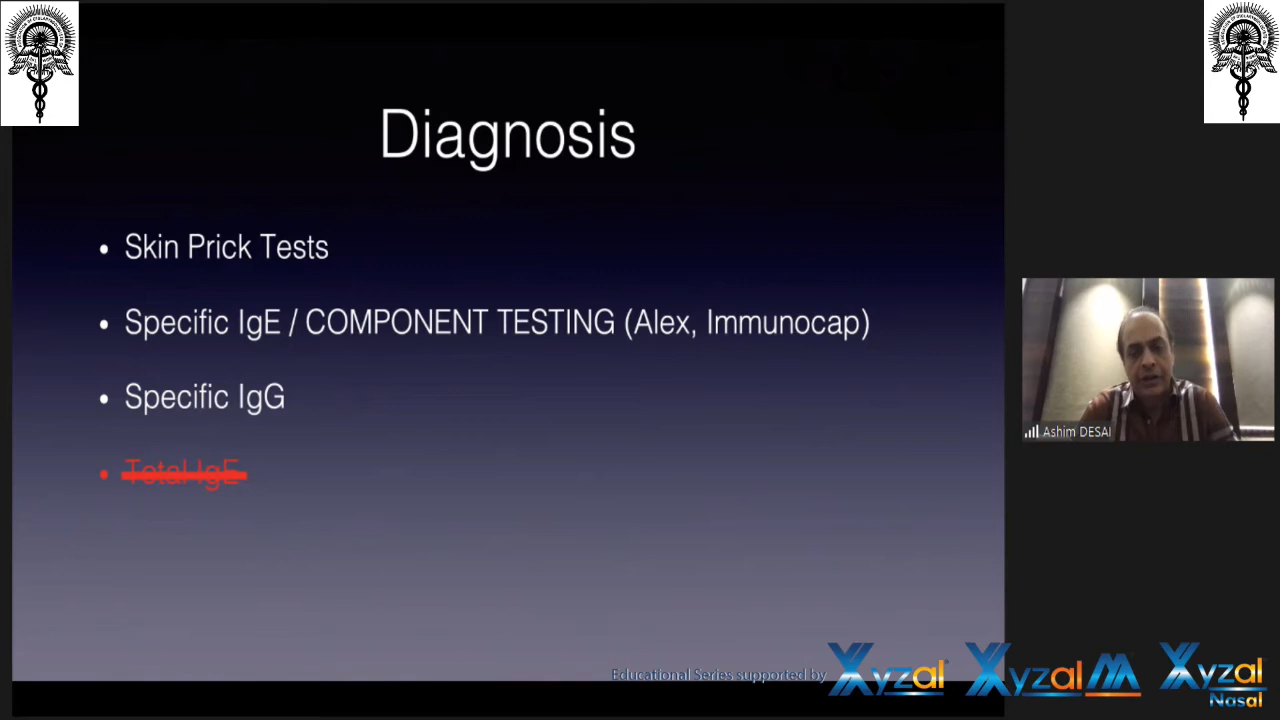 Diagnosis
• Skin Prick Tests
• Specific IgE / COMPONENT TESTING (Alex, Immunocap)
• Specific IgG
• Total IgE
Ashim DESAI
Educational Series supported by
Xyzal
Xyzal M
Xyzal
Nasal